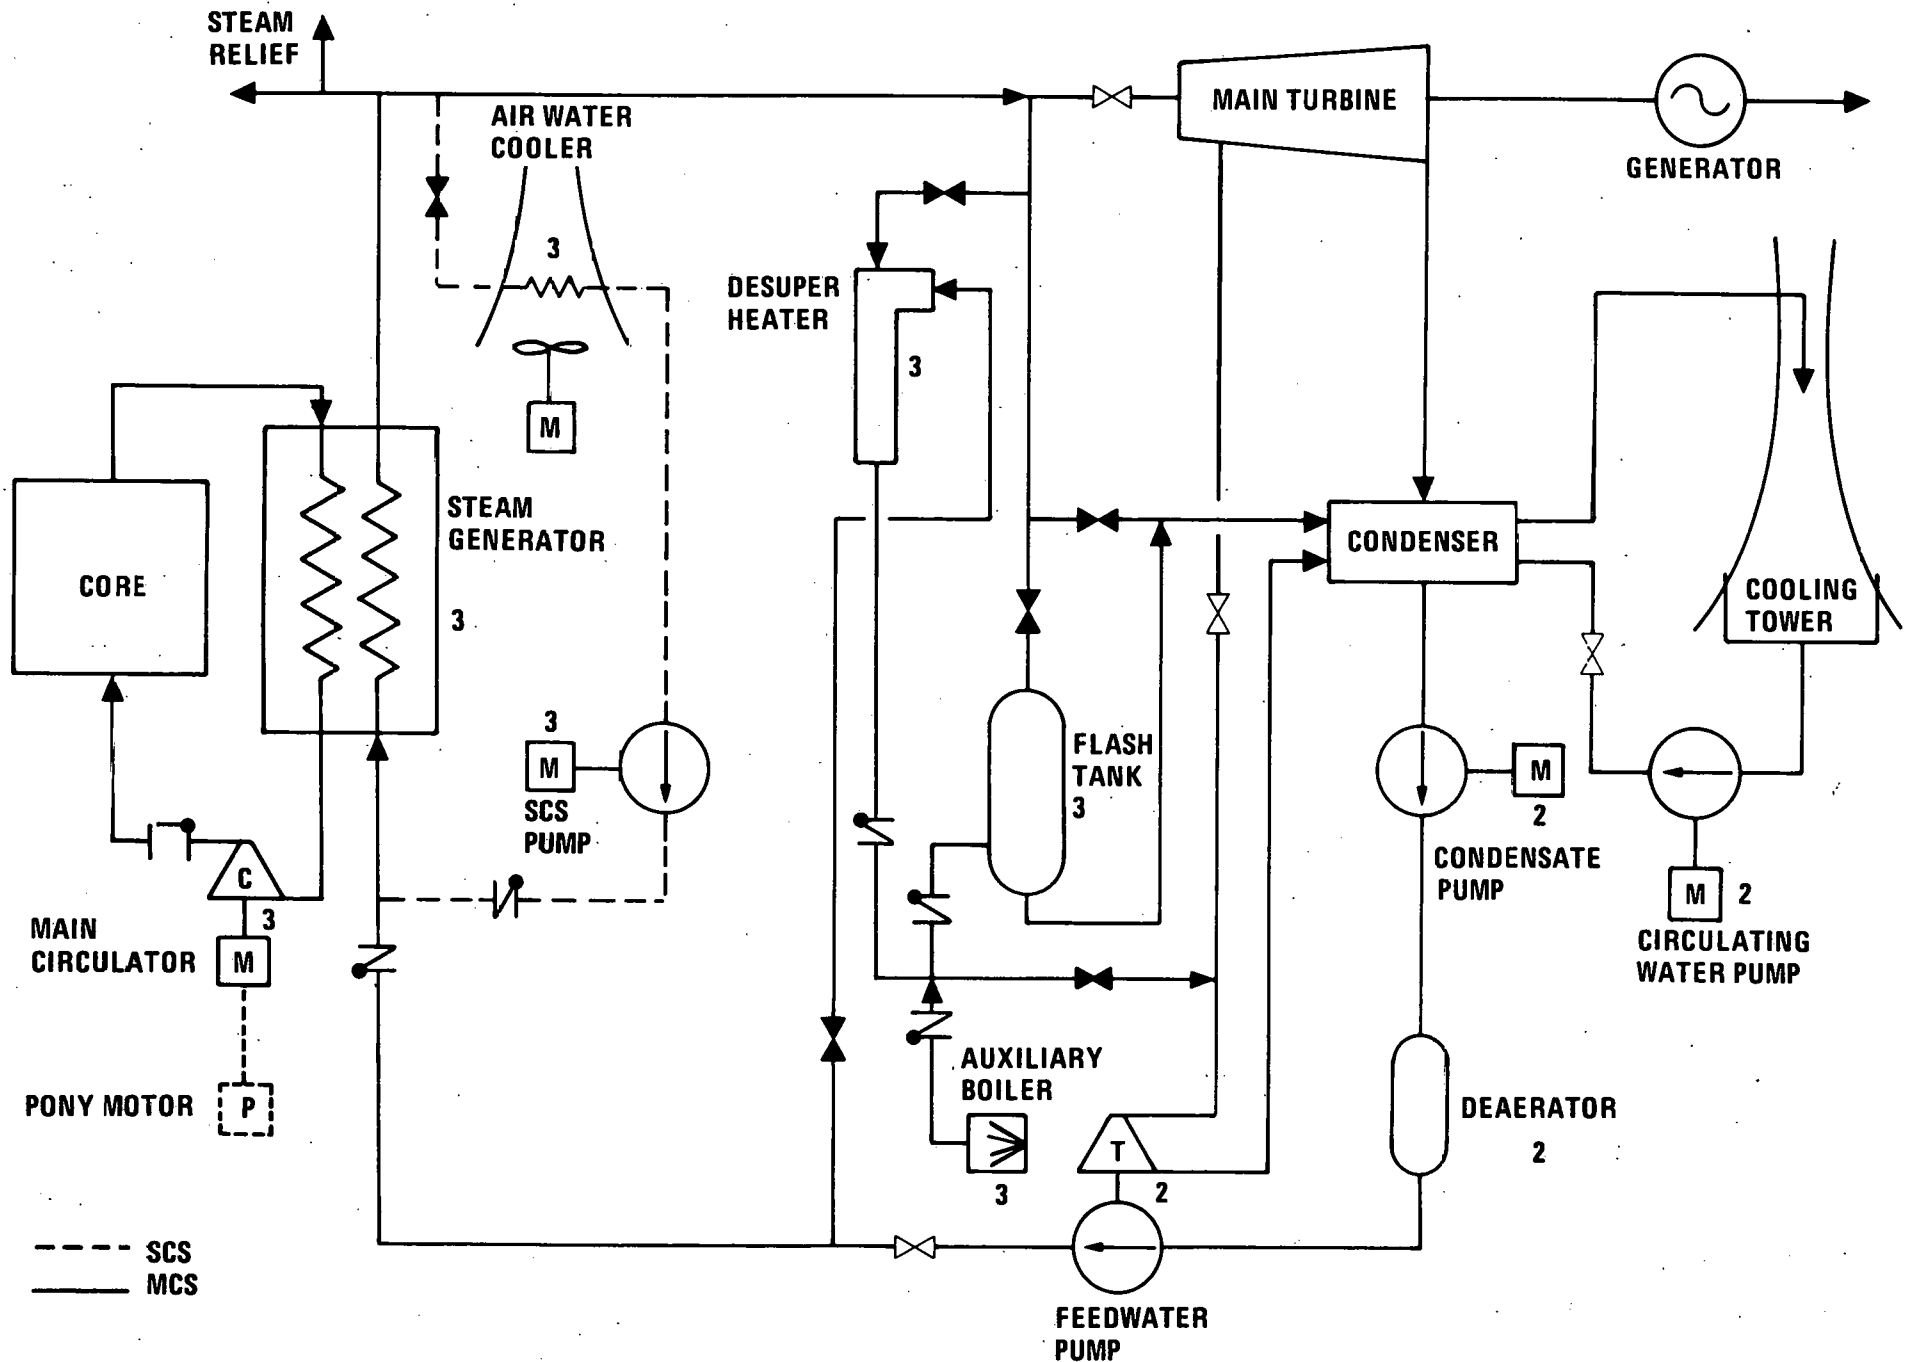 STEAM
RELIEF
MAIN TURBINE
GENERATOR
AIR WATER
COOLER
3
M
DESUPER
HEATER
3
CORE
STEAM
GENERATOR
3
CONDENSER
COOLING
TOWER
3
M
SCS
PUMP
FLASH
TANK
3
M
2
CONDENSATE
PUMP
M
2
CIRCULATING
WATER PUMP
C
3
MAIN
CIRCULATOR
M
PONY MOTOR
P
AUXILIARY
BOILER
3
T
2
DEAERATOR
2
FEEDWATER
PUMP
SCS
MCS